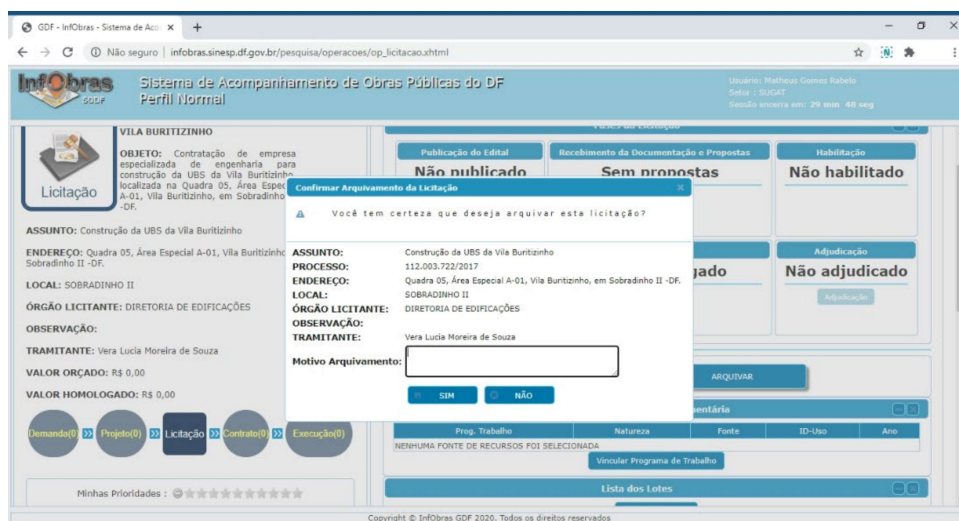 GDF - InfObras - Sistema de Aco
Não seguro | infobras.sinesp.df.gov.br/pesquisa/operacoes/op_licitacao.xhtml
InfObras
SGDF
Sistema de Acompanhamento de Obras Públicas do DF
Perfil Normal
Usuário: Matheus Gomes Rabelo
Setor : SUGAT
Sessão encerra em: 29 min 48 seg
Licitação
VILA BURITIZINHO
OBJETO: Contratação de empresa
especializada de engenharia para
construção da UBS da Vila Buritizinho
localizada na Quadra 05, Área Espec
A-01, Vila Buritizinho, em Sobradinho
-DF.
ASSUNTO: Construção da UBS da Vila Buritizinho
ENDEREÇO: Quadra 05, Área Especial A-01, Vila Buritizinho
Sobradinho II -DF.
LOCAL: SOBRADINHO II
ÓRGÃO LICITANTE: DIRETORIA DE EDIFICAÇÕES
OBSERVAÇÃO:
TRAMITANTE: Vera Lucia Moreira de Souza
VALOR ORÇADO: R$ 0,00
VALOR HOMOLOGADO: R$ 0,00
Demanda(0) Projeto(0) Licitação Contrato(0) Execução(0)
Minhas Prioridades :
Fases da Licitação
Publicação do Edital
Não publicado
Recebimento da Documentação e Propostas
Sem propostas
Habilitação
Não habilitado
gado
Adjudicação
Não adjudicado
Adjudicação
Confirmar Arquivamento da Licitação
Você tem certeza que deseja arquivar esta licitação?
ASSUNTO: Construção da UBS da Vila Buritizinho
PROCESSO: 112.003.722/2017
ENDEREÇO: Quadra 05, Área Especial A-01, Vila Buritizinho, em Sobradinho II -DF.
LOCAL: SOBRADINHO II
ÓRGÃO LICITANTE: DIRETORIA DE EDIFICAÇÕES
OBSERVAÇÃO:
TRAMITANTE: Vera Lucia Moreira de Souza
Motivo Arquivamento:
SIM NÃO
ARQUIVAR
mentária
Prog. Trabalho Natureza Fonte ID-Uso Ano
NENHUMA FONTE DE RECURSOS FOI SELECIONADA
Vincular Programa de Trabalho
Lista dos Lotes
Copyright © InfObras GDF 2020. Todos os direitos reservados